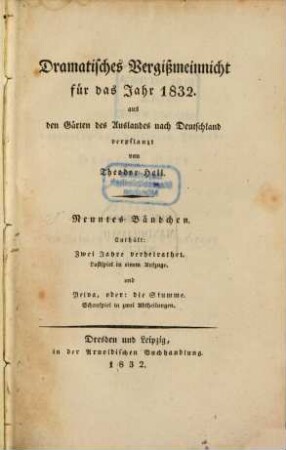 Dramatisches Vergißmeinnicht
für das Jahr 1832.
aus
den Gärten des Auslandes nach Deutschland
verpflanzt
von
Theodor Hell.
Neuntes Bändchen.
Enthält:
Zwei Jahre verheirathet.
Lustspiel in einem Aufzuge.
und
Yelva, oder: die Stumme.
Schauspiel in zwei Abtheilungen.
Dresden und Leipzig,
in der Arnoldischen Buchhandlung.
1832.